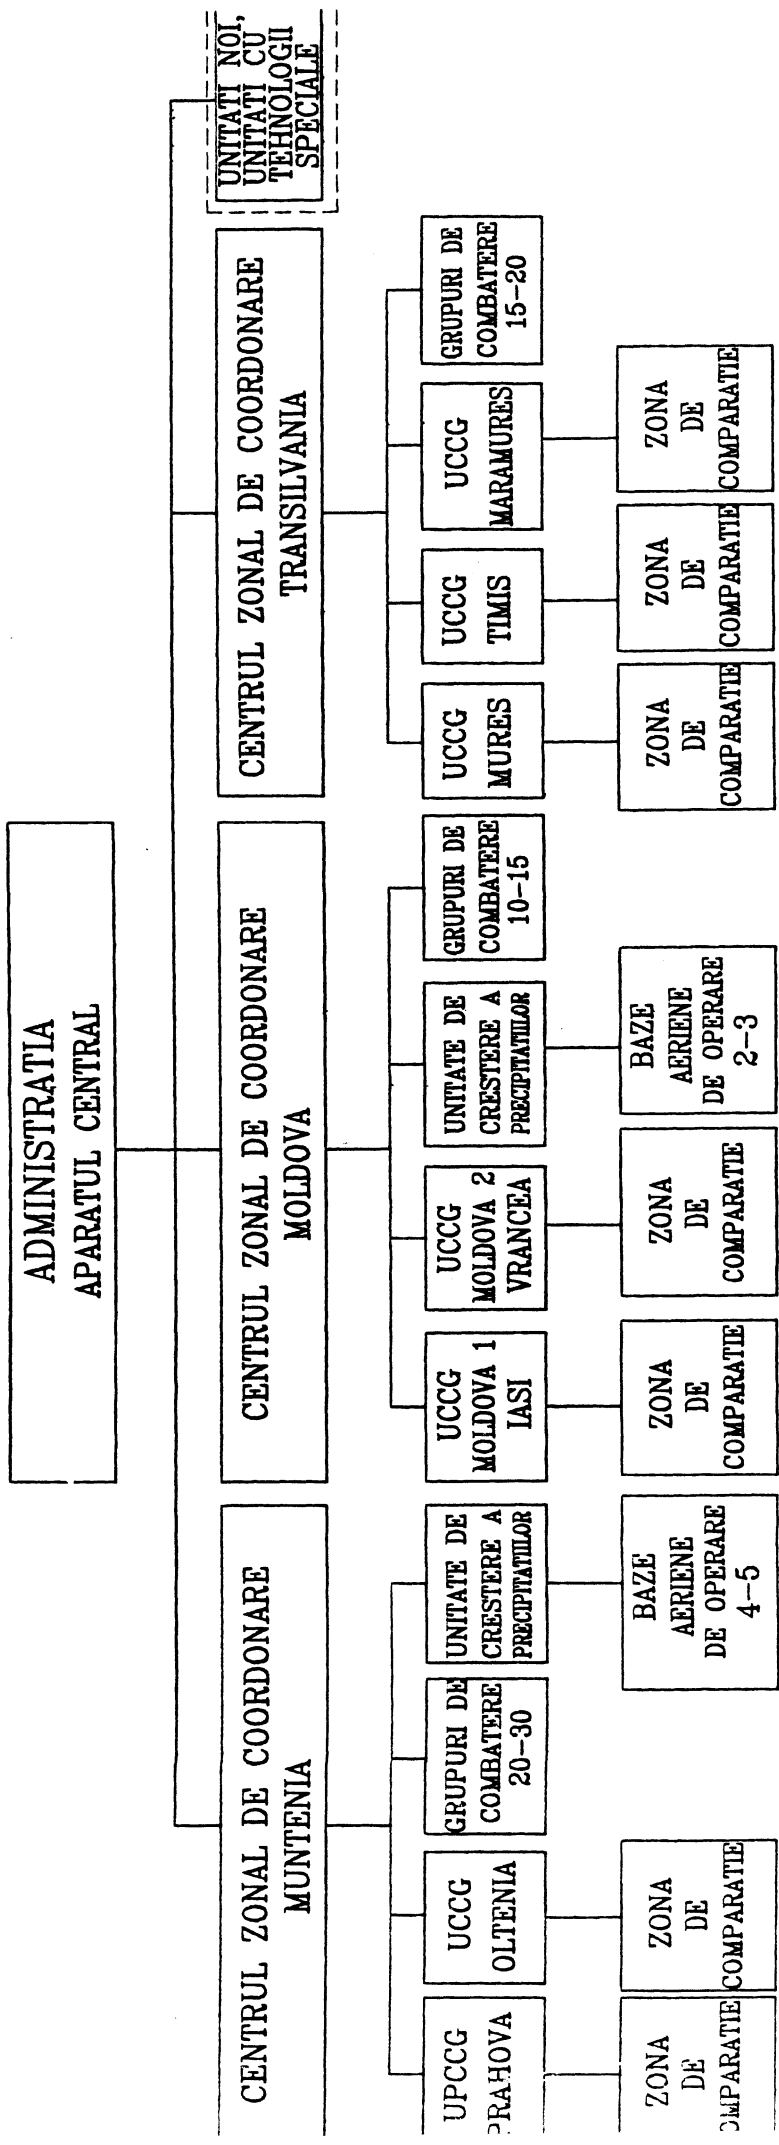 ADMINISTRATIA
APARATUL CENTRAL
CENTRUL ZONAL DE COORDONARE
MUNTENIA
CENTRUL ZONAL DE COORDONARE
MOLDOVA
CENTRUL ZONAL DE COORDONARE
TRANSILVANIA
UNITATI NOI,
UNITATI CU
TEHNOLOGII
SPECIALE
UPCCG
PRAHOVA
UCCG
OLTENIA
GRUPURI DE
COMBATERE
20-30
UNITATE DE
CRESTERE A
PRECIPITATIILOR
UCCG
MOLDOVA 1
IASI
UCCG
MOLDOVA 2
VRANCEA
UNITATE DE
CRESTERE A
PRECIPITATIILOR
GRUPURI DE
COMBATERE
10-15
UCCG
MURES
UCCG
TIMIS
UCCG
MARAMURES
GRUPURI DE
COMBATERE
15-20
ZONA
DE
OMPARATIE
ZONA
DE
COMPARATIE
BAZE
AERIENE
DE OPERARE
4-5
ZONA
DE
COMPARATIE
ZONA
DE
COMPARATIE
BAZE
AERIENE
DE OPERARE
2-3
ZONA
DE
COMPARATIE
ZONA
DE
COMPARATIE
ZONA
DE
COMPARATIE